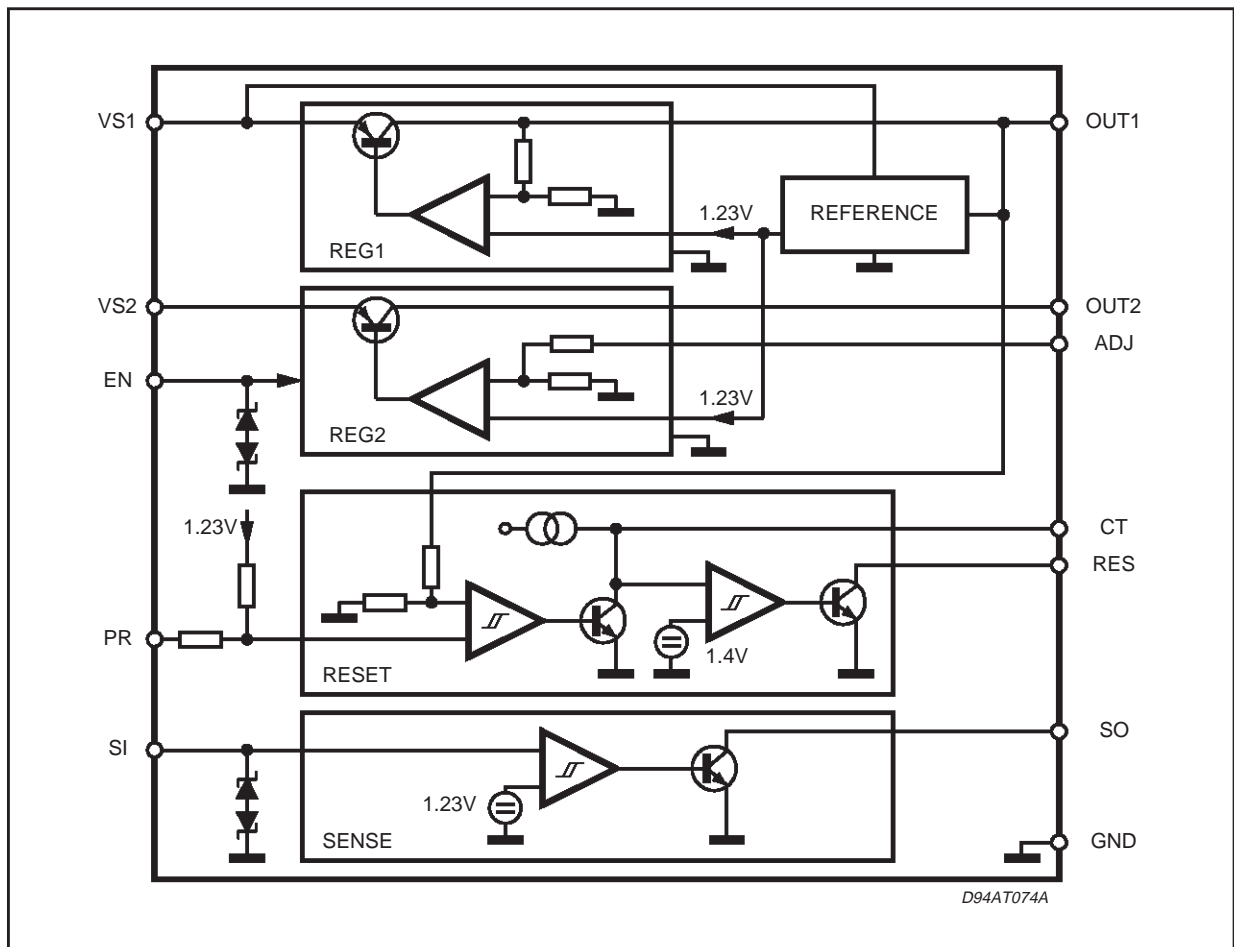 VS1
OUT1
REFERENCE
1.23V
REG1
VS2
OUT2
ADJ
EN
1.23V
REG2
1.23V
CT
RES
PR
1.4V
RESET
SI
SO
1.23V
SENSE
GND
D94AT074A